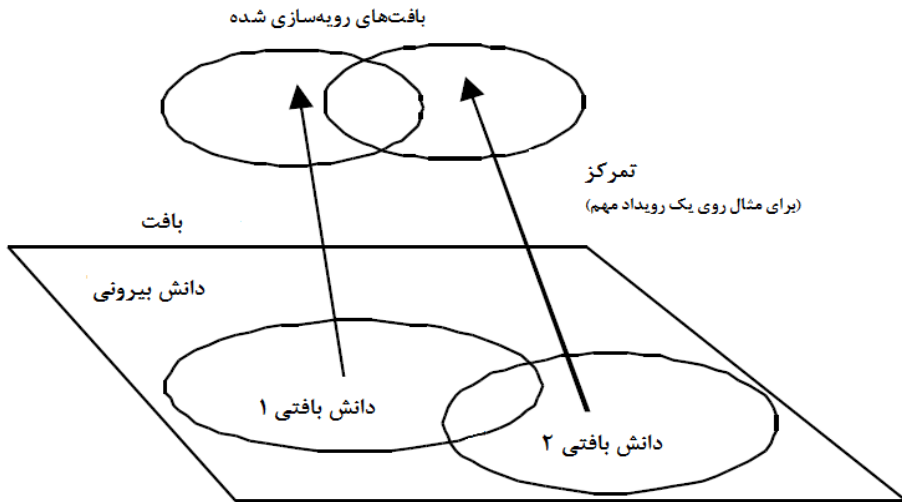 بافت‌های رویه‌سازی شده
تمرکز
(برای مثال روی یک رویداد مهم)
بافت
دانش بیرونی
دانش بافتی ۱
دانش بافتی ۲